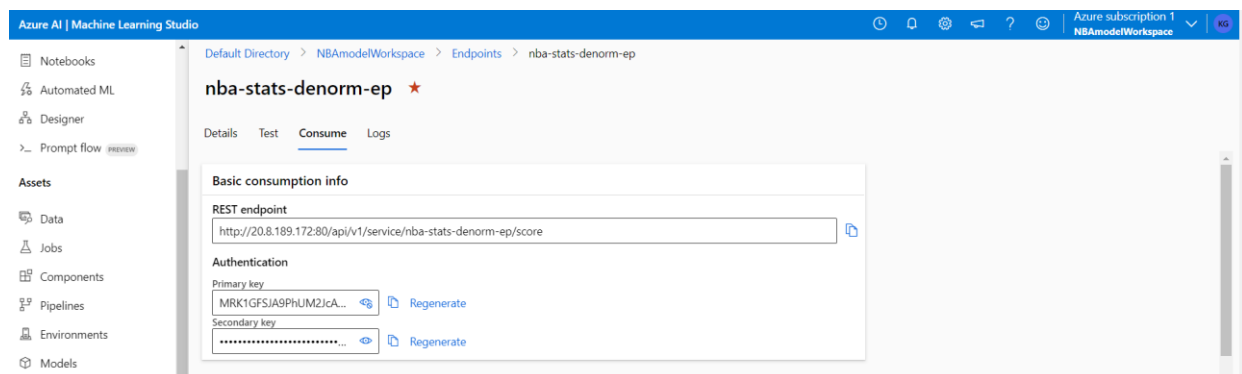 Azure AI | Machine Learning Studio
Azure subscription 1
NBAmodelWorkspace
KG
Notebooks
Automated ML
Designer
Prompt flow PREVIEW
Assets
Data
Jobs
Components
Pipelines
Environments
Models
Default Directory > NBAmodelWorkspace > Endpoints > nba-stats-denorm-ep
nba-stats-denorm-ep
Details Test Consume Logs
Basic consumption info
REST endpoint
http://20.8.189.172:80/api/v1/service/nba-stats-denorm-ep/score
Authentication
Primary key
MRK1GFSJA9PhUM2JcA... Regenerate
Secondary key
••••••••••••••••••••••••••... Regenerate